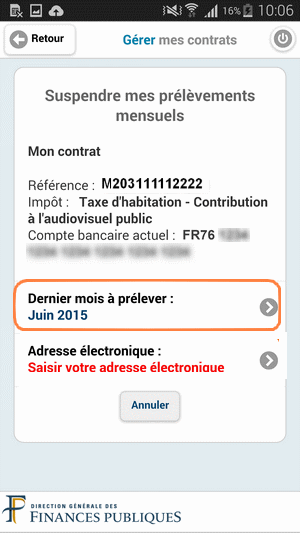 16% 10:06
Retour
Gérer mes contrats
Suspendre mes prélèvements
mensuels
Mon contrat
Référence : M203111112222
Impôt : Taxe d'habitation - Contribution
à l'audiovisuel public
Compte bancaire actuel : FR76
Dernier mois à prélever :
Juin 2015
Adresse électronique :
Saisir votre adresse électronique
Annuler
DIRECTION GÉNÉRALE DES
FINANCES PUBLIQUES